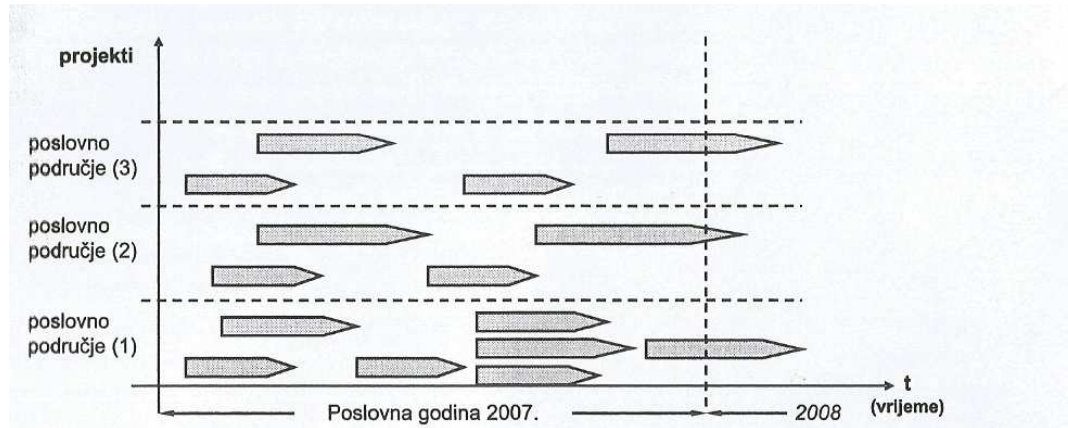 projekti
poslovno
područje (3)
poslovno
područje (2)
poslovno
područje (1)
t
(vrijeme)
Poslovna godina 2007.
2008